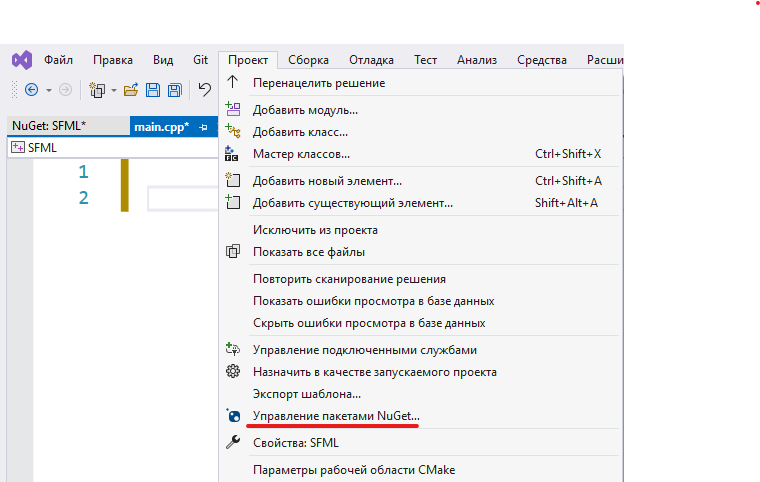 Файл Правка Вид Git Проект Сборка Отладка Тест Анализ Средства Расши
Перенацелить решение
Добавить модуль...
Добавить класс...
Мастер классов... Ctrl+Shift+X
Добавить новый элемент... Ctrl+Shift+A
Добавить существующий элемент... Shift+Alt+A
Исключить из проекта
Показать все файлы
Повторить сканирование решения
Показать ошибки просмотра в базе данных
Скрыть ошибки просмотра в базе данных
Управление подключенными службами
Назначить в качестве запускаемого проекта
Экспорт шаблона...
Управление пакетами NuGet...
Свойства: SFML
Параметры рабочей области CMake
NuGet: SFML* main.cpp*
SFML
1
2